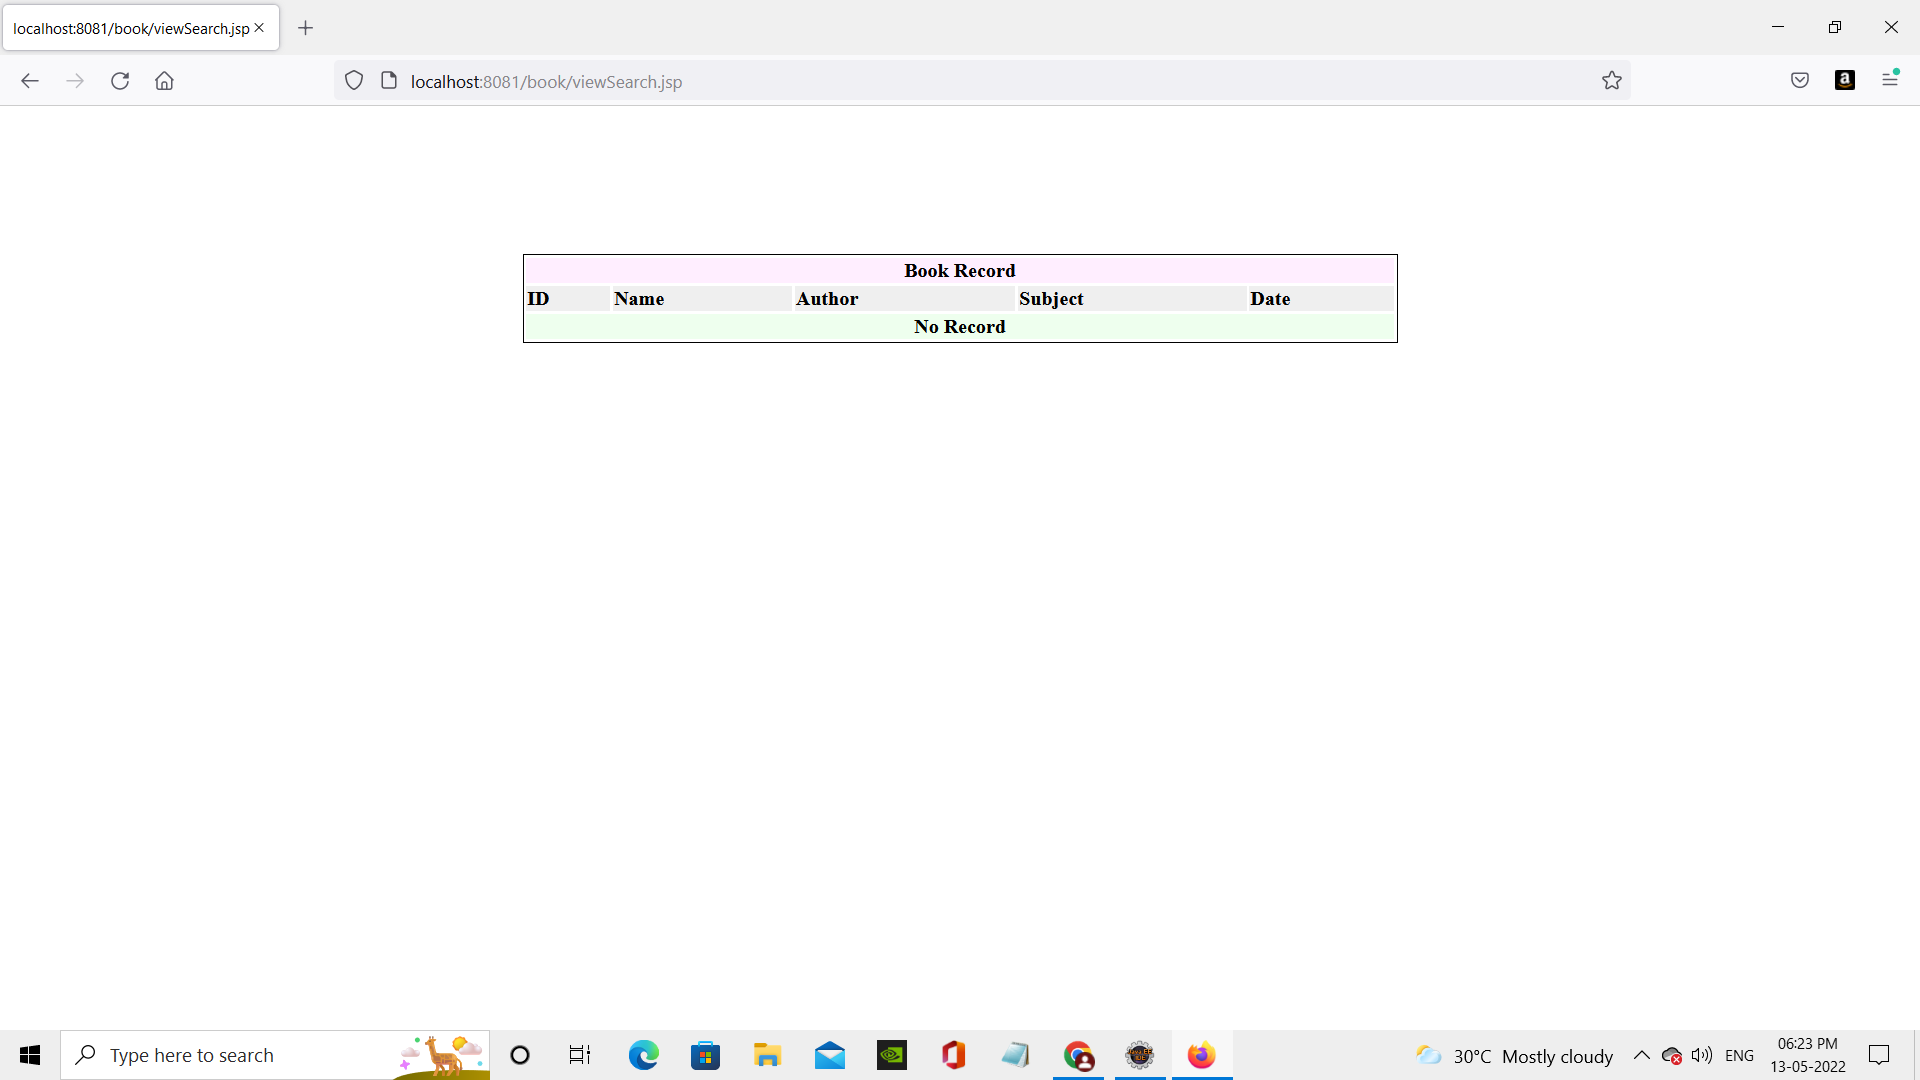 localhost:8081/book/viewSearch.jsp
localhost:8081/book/viewSearch.jsp
Book Record
ID Name Author Subject Date
No Record
Type here to search
30°C Mostly cloudy
ENG
06:23 PM
13-05-2022